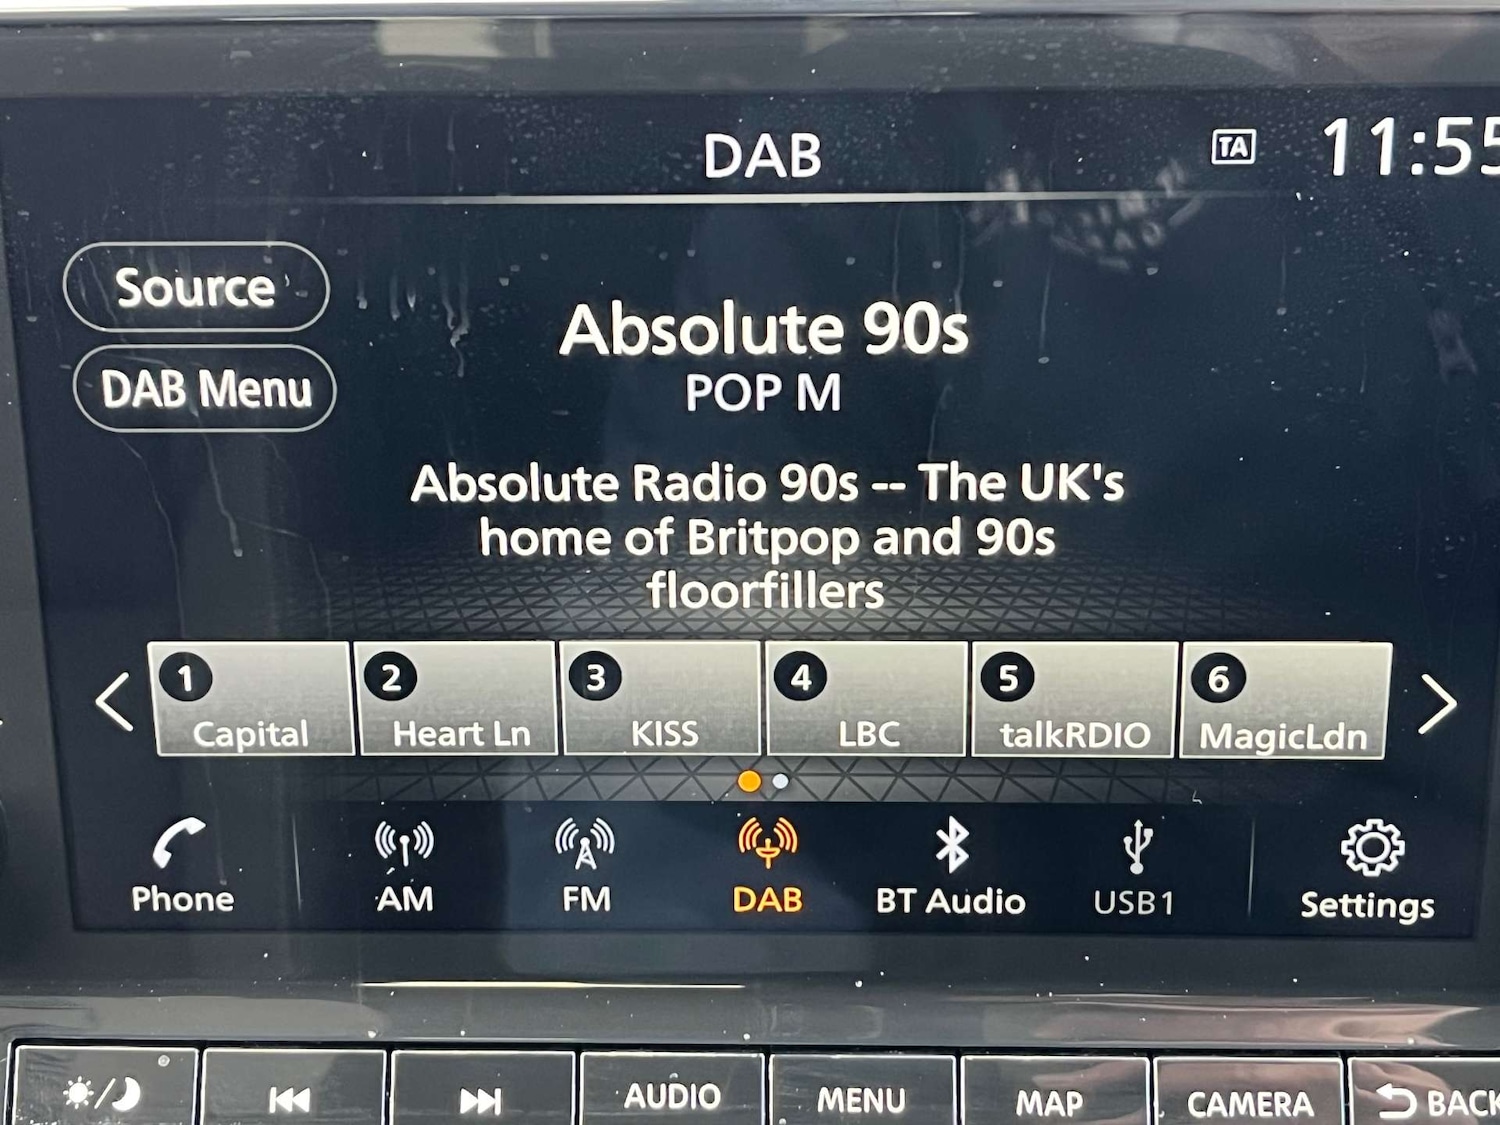 DAB
TA
11:55
Source
Absolute 90s
DAB Menu
POP M
Absolute Radio 90s -- The UK's
home of Britpop and 90s
floorfillers
1 2 3 4 5 6
Capital Heart Ln KISS LBC talkRDIO MagicLdn
Phone AM FM DAB BT Audio USB1 Settings
AUDIO MENU MAP CAMERA BACK